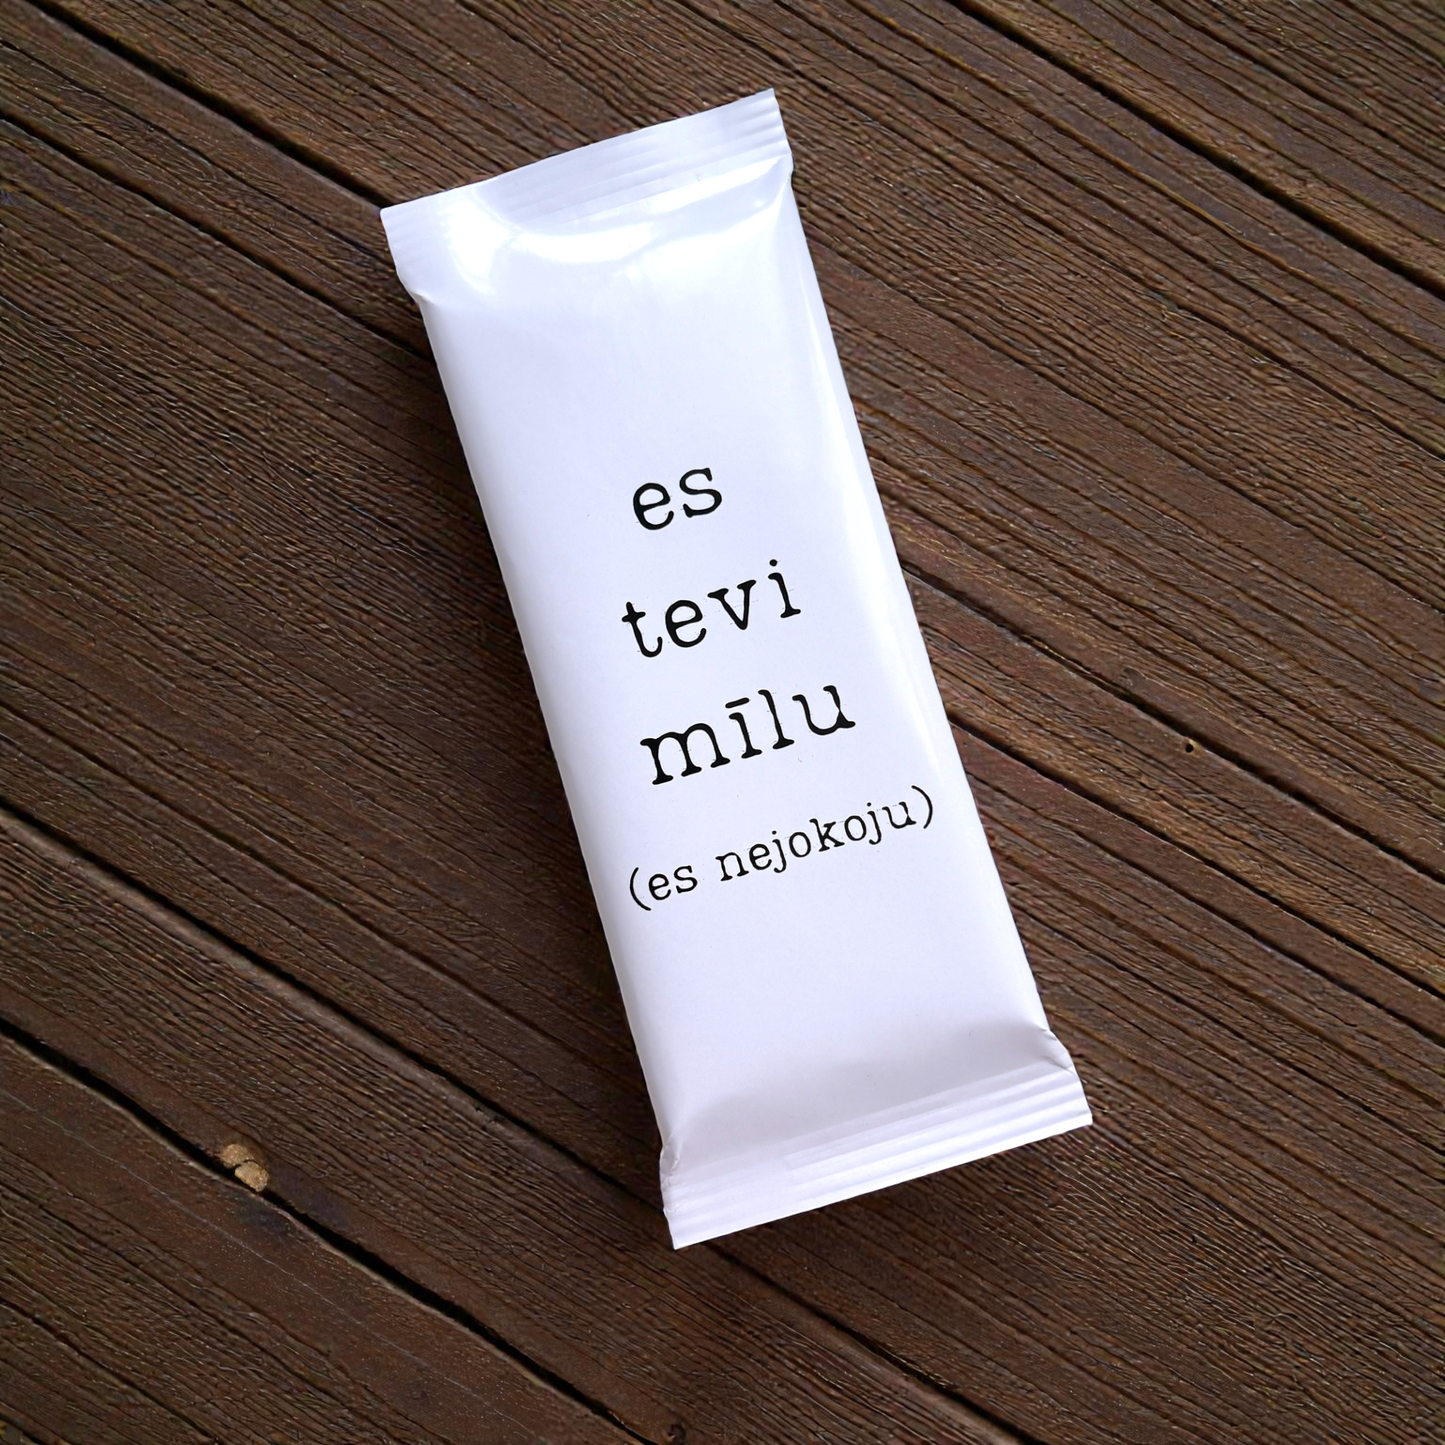 es
tevi
mīlu
(es nejokoju)